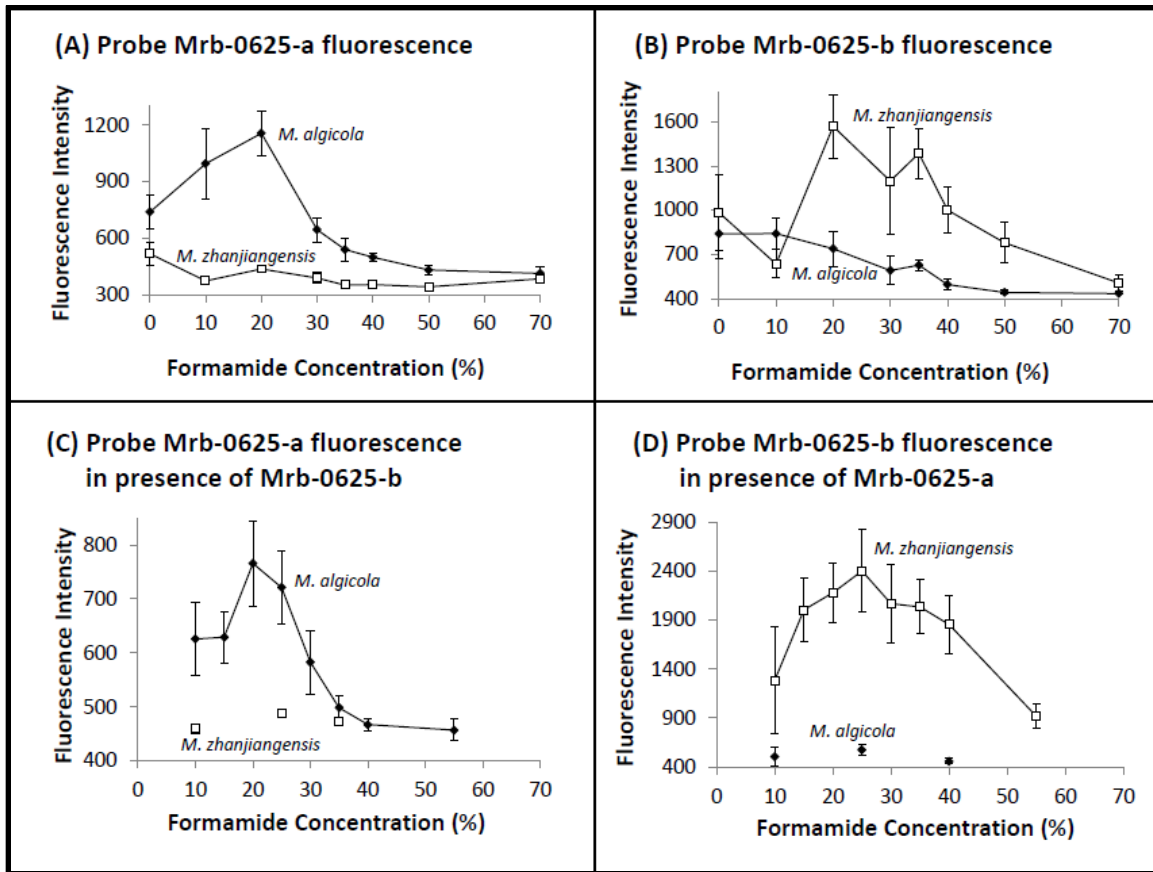 (A) Probe Mrb-0625-a fluorescence
Fluorescence Intensity
1200
900
600
300
M. algicola
M. zhanjiangensis
0 10 20 30 40 50 60 70
Formamide Concentration (%)
(B) Probe Mrb-0625-b fluorescence
Fluorescence Intensity
1600
1300
1000
700
400
M. zhanjiangensis
M. algicola
0 10 20 30 40 50 60 70
Formamide Concentration (%)
(C) Probe Mrb-0625-a fluorescence
in presence of Mrb-0625-b
Fluorescence Intensity
800
700
600
500
400
M. algicola
M. zhanjiangensis
0 10 20 30 40 50 60 70
Formamide Concentration (%)
(D) Probe Mrb-0625-b fluorescence
in presence of Mrb-0625-a
Fluorescence Intensity
2900
2400
1900
1400
900
400
M. zhanjiangensis
M. algicola
0 10 20 30 40 50 60 70
Formamide Concentration (%)